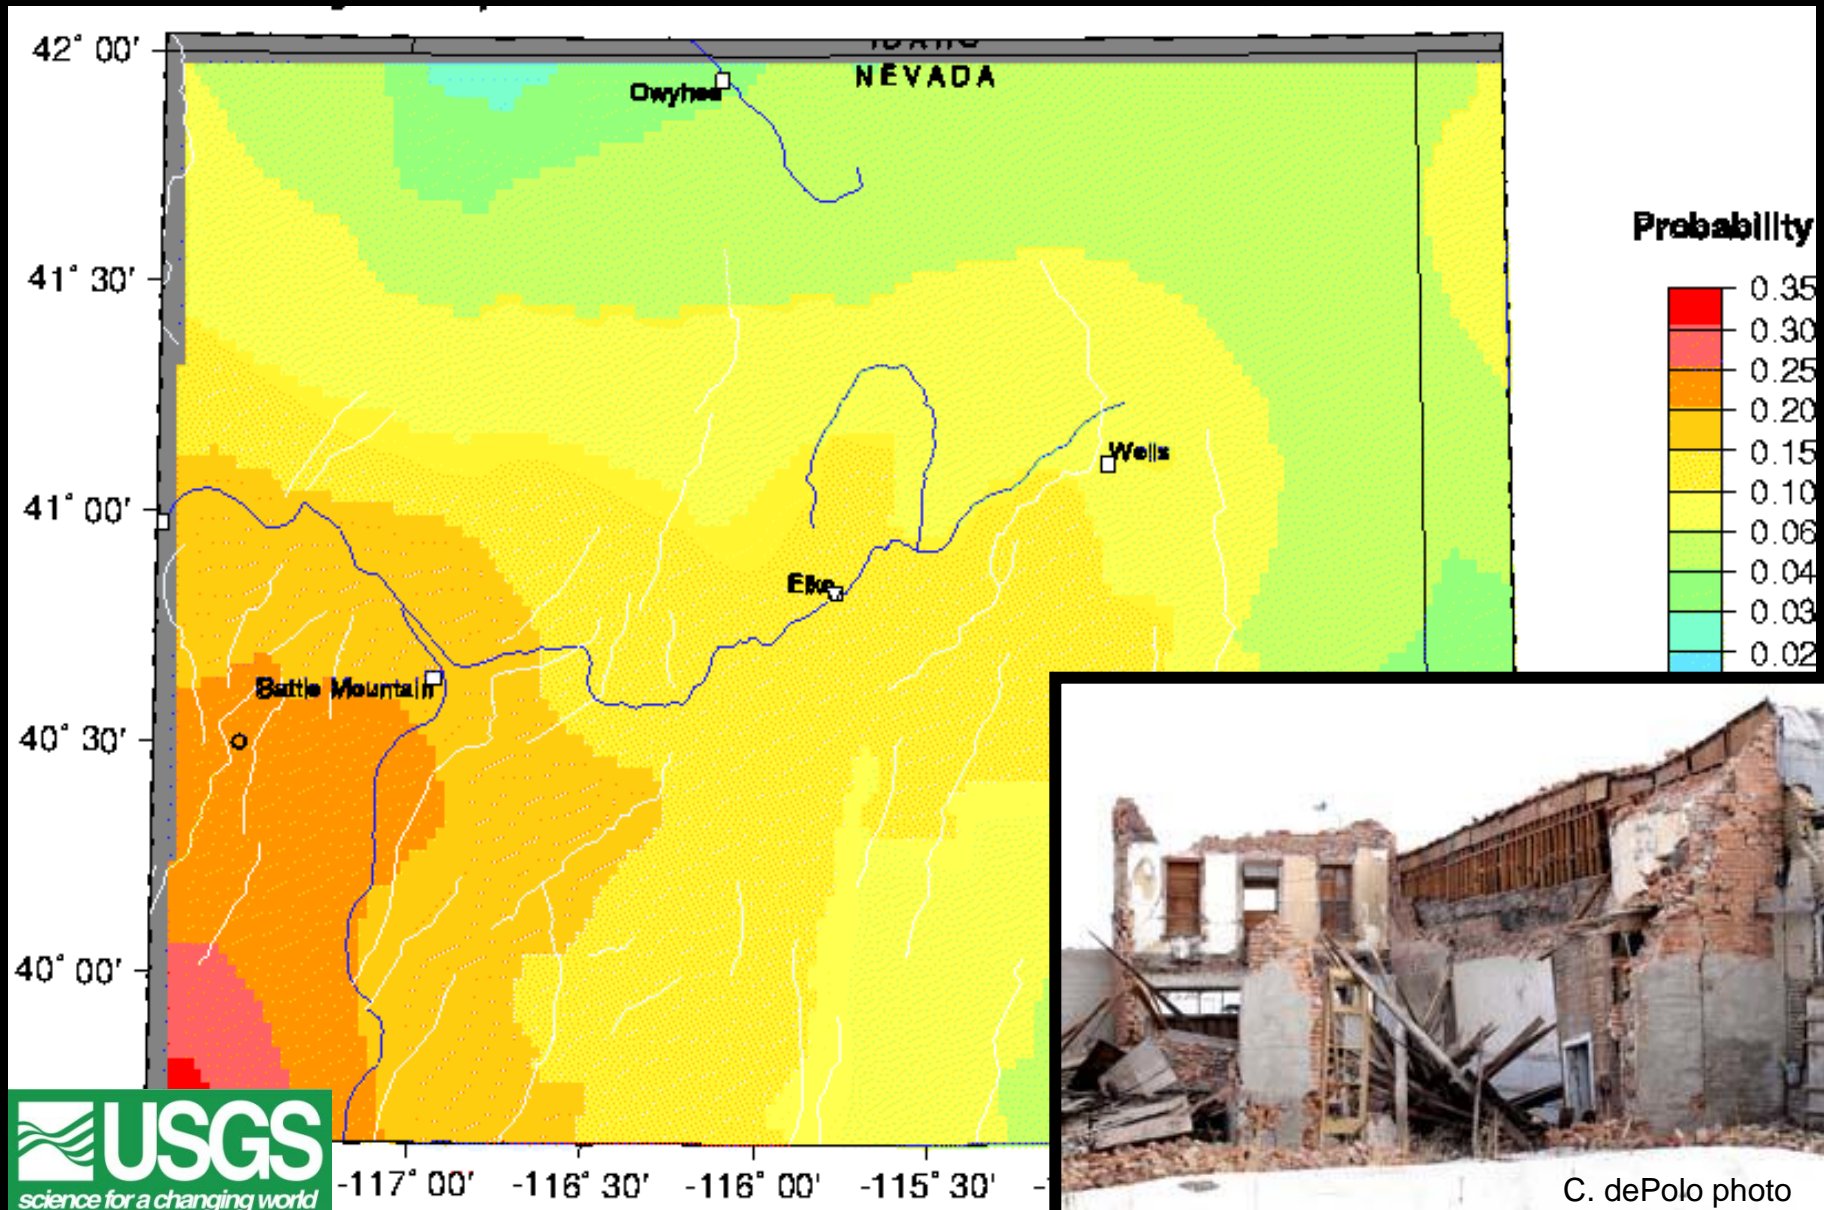 42° 00'
IDAHO
NEVADA
Owyhee
Probability
41° 30'
0.35
0.30
0.25
0.20
0.15
0.10
0.06
0.04
0.03
0.02
Wells
41° 00'
Elko
Battle Mountain
40° 30'
40° 00'
USGS
science for a changing world
-117° 00'
-116° 30'
-116° 00'
-115° 30'
C. dePolo photo